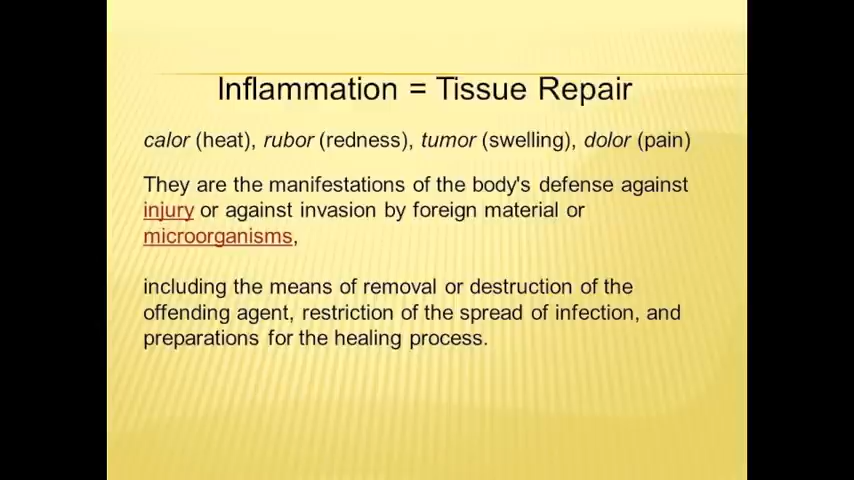 Inflammation = Tissue Repair
calor (heat), rubor (redness), tumor (swelling), dolor (pain)
They are the manifestations of the body's defense against
injury or against invasion by foreign material or
microorganisms,
including the means of removal or destruction of the
offending agent, restriction of the spread of infection, and
preparations for the healing process.